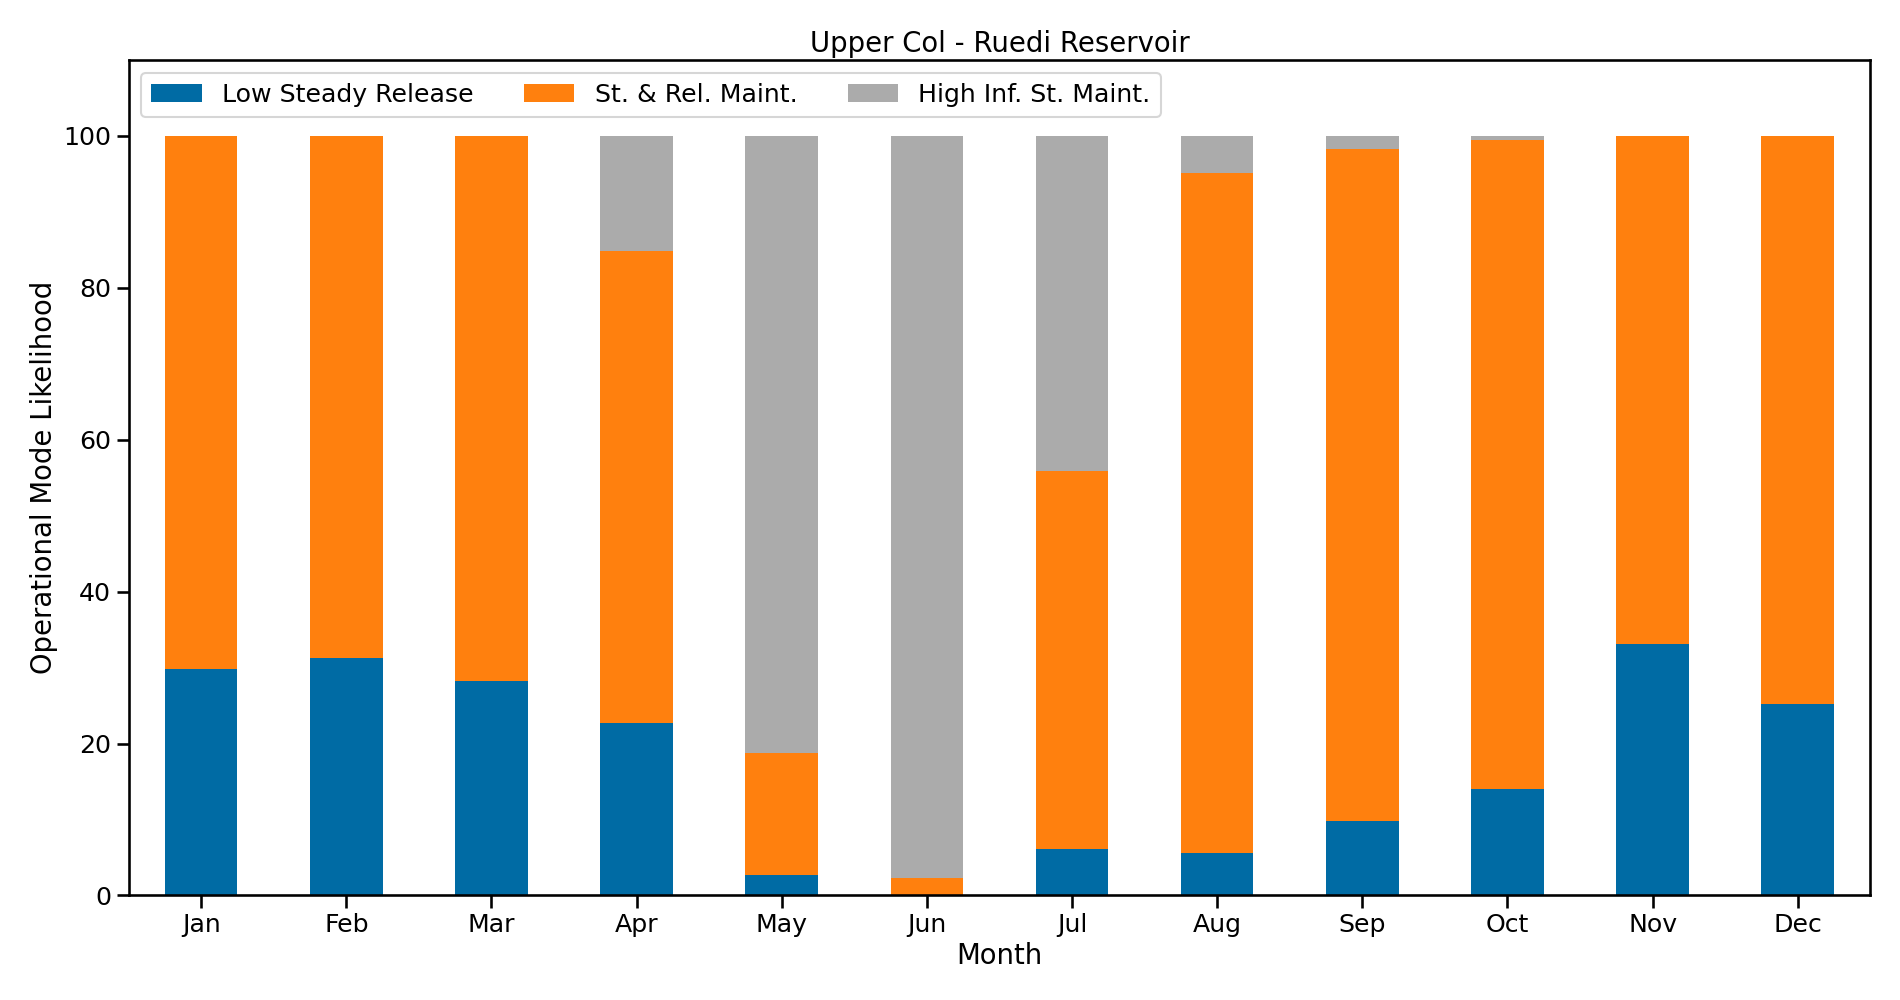 Upper Col - Ruedi Reservoir
Low Steady Release St. & Rel. Maint. High Inf. St. Maint.
100
80
60
40
20
0
Operational Mode Likelihood
Jan Feb Mar Apr May Jun Jul Aug Sep Oct Nov Dec
Month